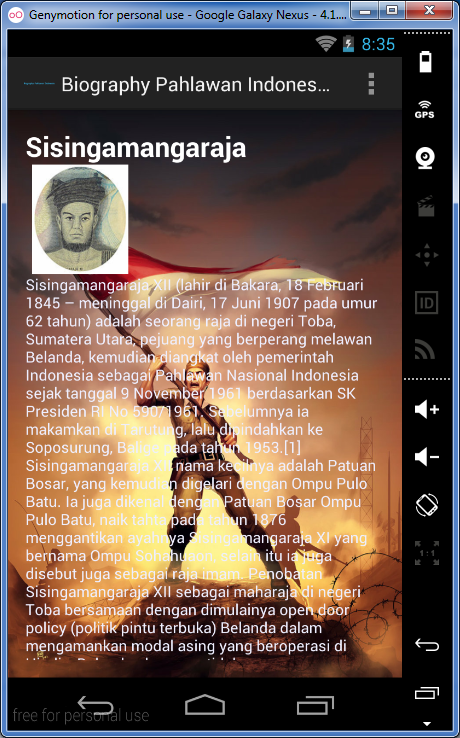 Genymotion for personal use - Google Galaxy Nexus - 4.1....
8:35
Biography Pahlawan Indones...
GPS
Sisingamangaraja
Sisingamangaraja XII (lahir di Bakara, 18 Februari
1845 – meninggal di Dairi, 17 Juni 1907 pada umur
62 tahun) adalah seorang raja di negeri Toba,
Sumatera Utara, pejuang yang berperang melawan
Belanda, kemudian diangkat oleh pemerintah
Indonesia sebagai Pahlawan Nasional Indonesia
ID
sejak tanggal 9 November 1961 berdasarkan SK
Presiden RI No 590/1961. Sebelumnya ia
makamkan di Tarutung, lalu dipindahkan ke
Soposurung, Balige pada tahun 1953.[1]
Sisingamangaraja XII nama kecilnya adalah Patuan
Bosar, yang kemudian digelari dengan Ompu Pulo
Batu. Ia juga dikenal dengan Patuan Bosar Ompu
Pulo Batu, naik tahta pada tahun 1876
menggantikan ayahnya Sisingamangaraja XI yang
bernama Ompu Sohahuaon, selain itu ia juga
disebut juga sebagai raja imam. Penobatan
1:1
Sisingamangaraja XII sebagai maharaja di negeri
Toba bersamaan dengan dimulainya open door
policy (politik pintu terbuka) Belanda dalam
mengamankan modal asing yang beroperasi di
free for personal use